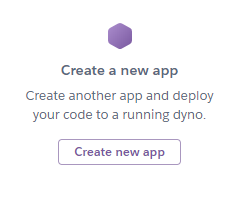 Create a new app
Create another app and deploy
your code to a running dyno.
Create new app